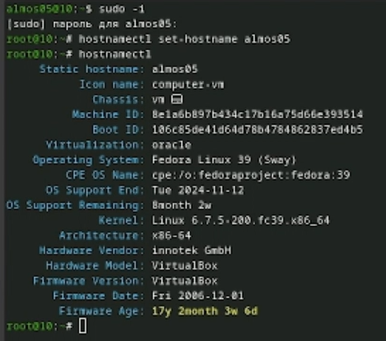 almos05@10:~$ sudo -i
[sudo] пароль для almos05:
root@10:~# hostnamectl set-hostname almos05
root@10:~# hostnamectl
Static hostname: almos05
Icon name: computer-vm
Chassis: vm
Machine ID: 8e1a6b897b434c17b16a75d66e393514
Boot ID: 106c85de41d64d78b4784862837ed4b5
Virtualization: oracle
Operating System: Fedora Linux 39 (Sway)
CPE OS Name: cpe:/o:fedoraproject:fedora:39
OS Support End: Tue 2024-11-12
OS Support Remaining: 8month 2w
Kernel: Linux 6.7.5-200.fc39.x86_64
Architecture: x86-64
Hardware Vendor: innotek GmbH
Hardware Model: VirtualBox
Firmware Version: VirtualBox
Firmware Date: Fri 2006-12-01
Firmware Age: 17y 2month 3w 6d
root@10:~#